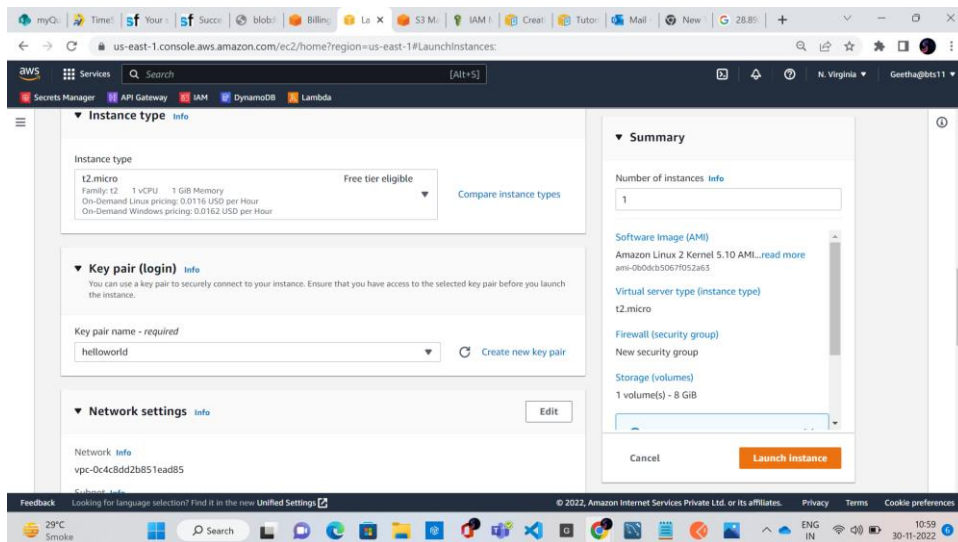 myQu
TimeS
Your s
Succe
blob:h
Billing
La
S3 M
IAM M
Creat
Tutor
Mail
New
28.89
us-east-1.console.aws.amazon.com/ec2/home?region=us-east-1#LaunchInstances:
aws
Services
Search
[Alt+S]
N. Virginia
Geetha@bts11
Secrets Manager
API Gateway
IAM
DynamoDB
Lambda
Instance type Info
Instance type
t2.micro
Free tier eligible
Family: t2 1 vCPU 1 GiB Memory
On-Demand Linux pricing: 0.0116 USD per Hour
On-Demand Windows pricing: 0.0162 USD per Hour
Compare instance types
Key pair (login) Info
You can use a key pair to securely connect to your instance. Ensure that you have access to the selected key pair before you launch
the instance.
Key pair name - required
helloworld
Create new key pair
Network settings Info
Edit
Network Info
vpc-0c4c8dd2b851ead85
Subnet Info
Summary
Number of instances Info
1
Software Image (AMI)
Amazon Linux 2 Kernel 5.10 AMI...read more
ami-0b0dcb5067f052a63
Virtual server type (instance type)
t2.micro
Firewall (security group)
New security group
Storage (volumes)
1 volume(s) - 8 GiB
Cancel
Launch instance
Feedback
Looking for language selection? Find it in the new Unified Settings
© 2022, Amazon Internet Services Private Ltd. or its affiliates.
Privacy
Terms
Cookie preferences
29°C
Smoke
Search
ENG
IN
10:59
30-11-2022
6